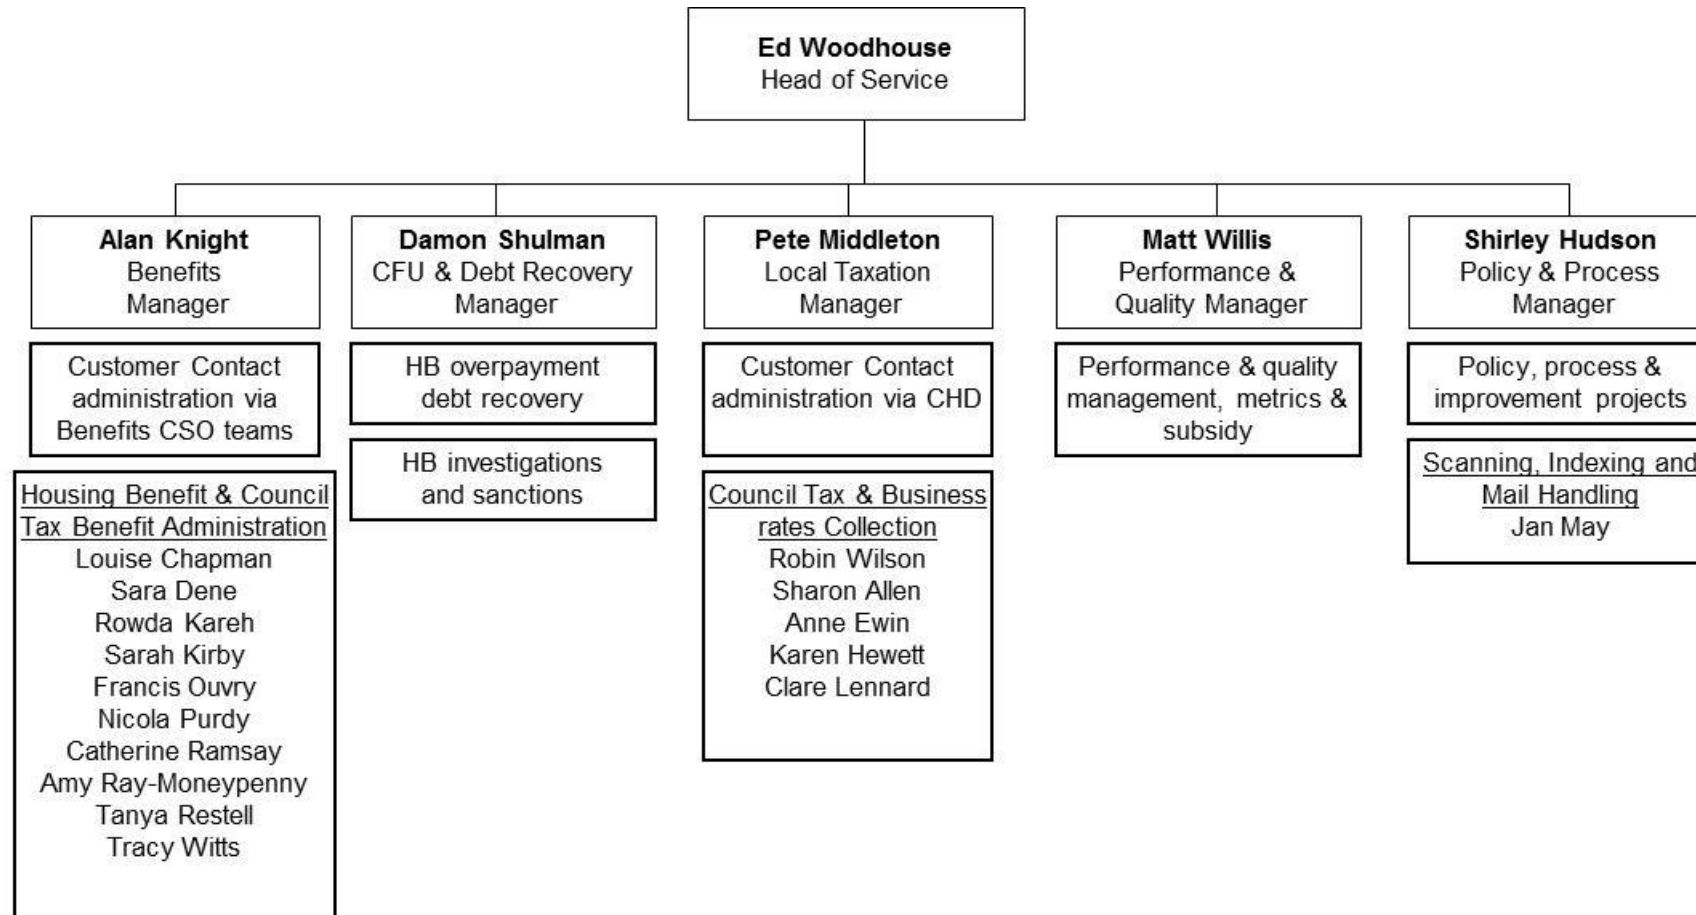 Ed Woodhouse
Head of Service
Alan Knight
Benefits
Manager
Customer Contact
administration via
Benefits CSO teams
Housing Benefit & Council
Tax Benefit Administration
Louise Chapman
Sara Dene
Rowda Kareh
Sarah Kirby
Francis Ouvry
Nicola Purdy
Catherine Ramsay
Amy Ray-Moneypenny
Tanya Restell
Tracy Witts
Damon Shulman
CFU & Debt Recovery
Manager
HB overpayment
debt recovery
HB investigations
and sanctions
Pete Middleton
Local Taxation
Manager
Customer Contact
administration via CHD
Council Tax & Business
rates Collection
Robin Wilson
Sharon Allen
Anne Ewin
Karen Hewett
Clare Lennard
Matt Willis
Performance &
Quality Manager
Performance & quality
management, metrics &
subsidy
Shirley Hudson
Policy & Process
Manager
Policy, process &
improvement projects
Scanning, Indexing and
Mail Handling
Jan May